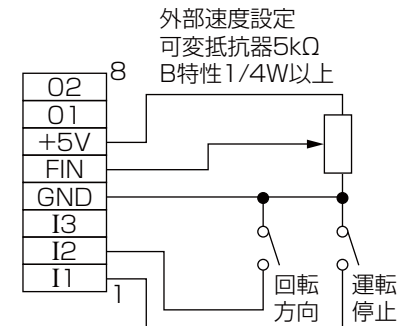 外部速度設定
可変抵抗器5kΩ
B特性1/4W以上
8
O2
O1
+5V
FIN
GND
I3
I2
I1
1
回転
方向
運転
停止